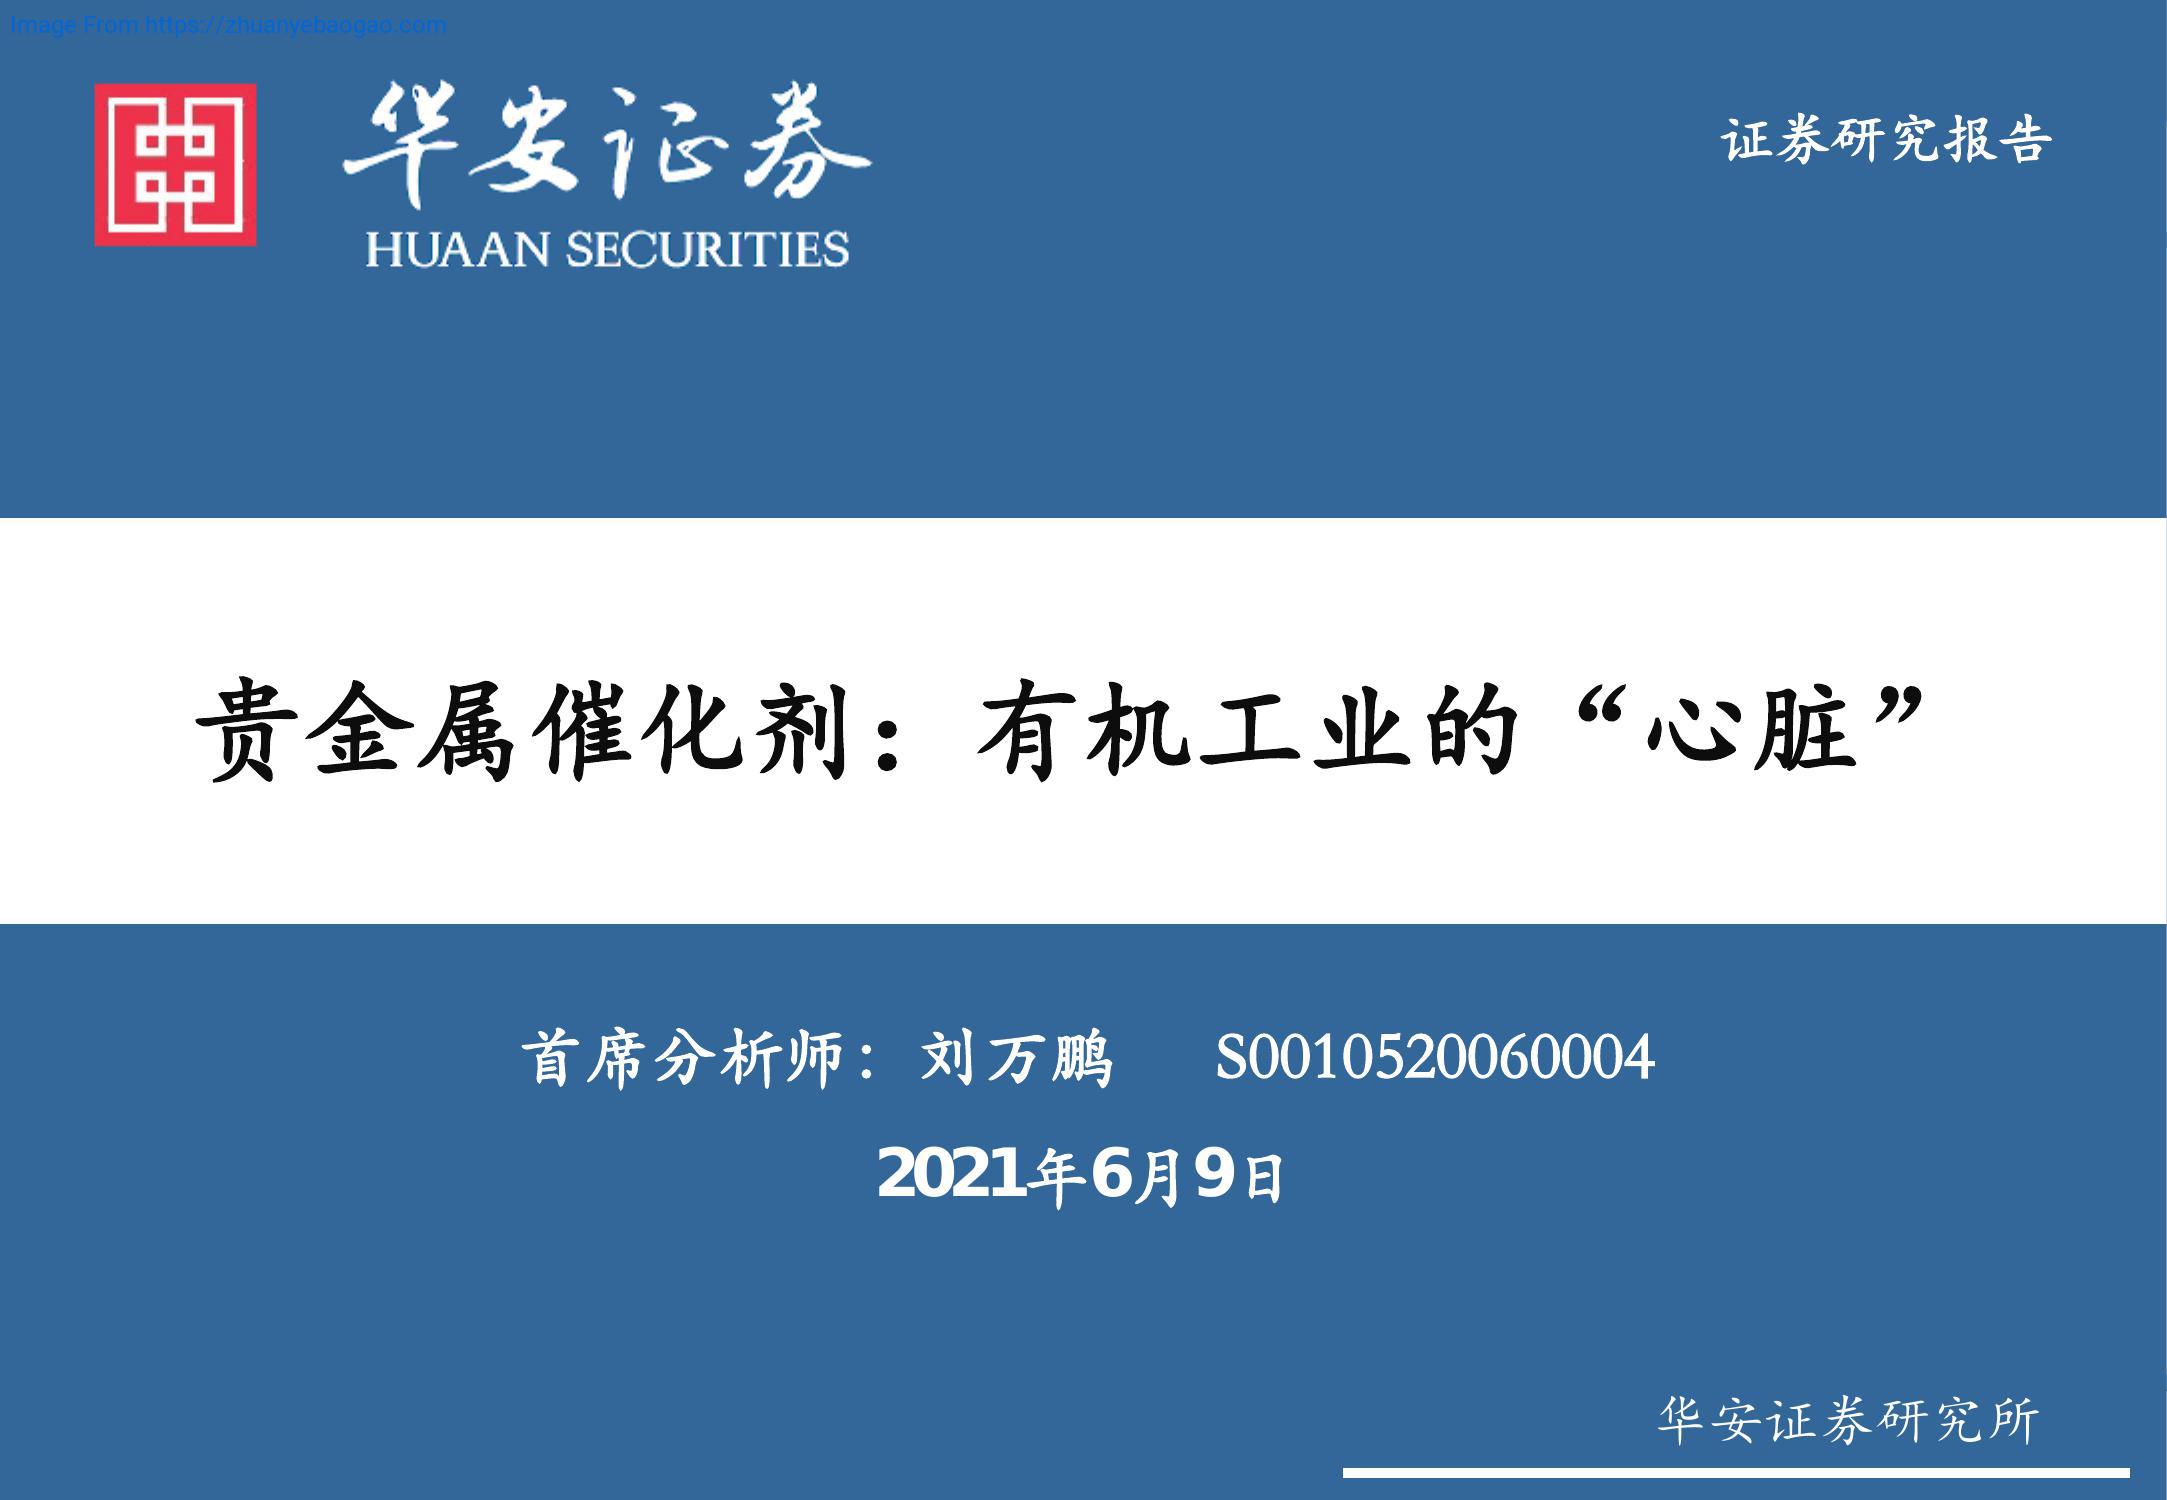 Image From https://zhuanyebaogao.com
华安证券
HUAAN SECURITIES
证券研究报告
贵金属催化剂：有机工业的“心脏”
首席分析师：刘万鹏 S0010520060004
2021年6月9日
华安证券研究所